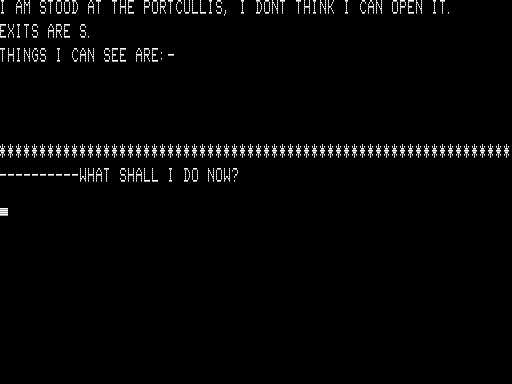 I AM STOOD AT THE PORTCULLIS, I DONT THINK I CAN OPEN IT.
EXITS ARE S.
THINGS I CAN SEE ARE:-
****************************************************************
----------WHAT SHALL I DO NOW?